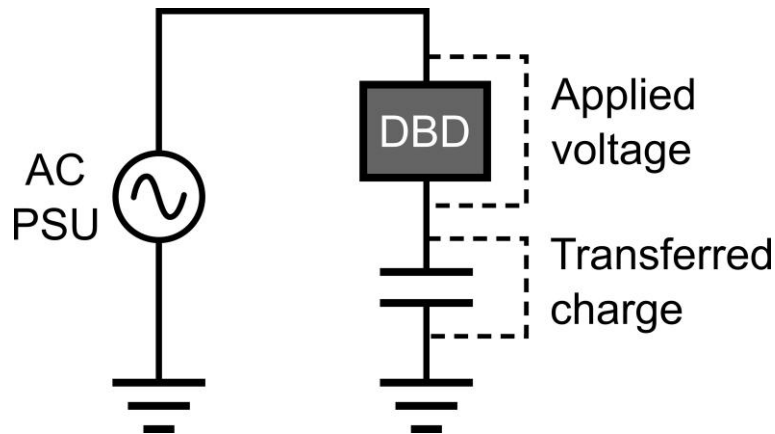 AC
PSU
DBD
Applied
voltage
Transferred
charge